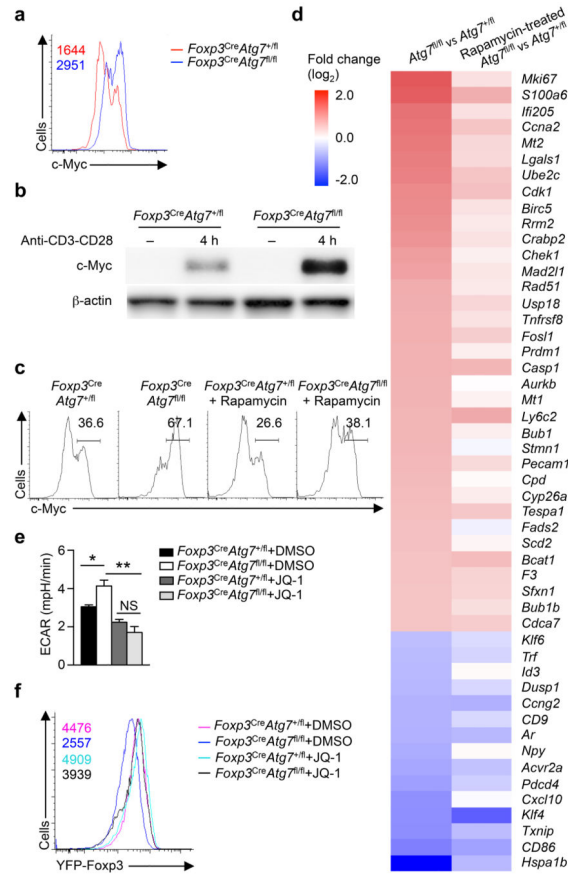 a
1644
2951
Foxp3CreAtg7+/fl
Foxp3CreAtg7fl/fl
Cells
c-Myc
b
Foxp3CreAtg7+/fl
Foxp3CreAtg7fl/fl
Anti-CD3-CD28
– 4 h – 4 h
c-Myc
β-actin
c
Foxp3Cre Atg7+/fl
Foxp3Cre Atg7fl/fl
Foxp3CreAtg7+/fl + Rapamycin
Foxp3CreAtg7fl/fl + Rapamycin
36.6
67.1
26.6
38.1
Cells
c-Myc
e
ECAR (mpH/min)
6
4
2
0
*
**
NS
Foxp3CreAtg7+/fl+DMSO
Foxp3CreAtg7fl/fl+DMSO
Foxp3CreAtg7+/fl+JQ-1
Foxp3CreAtg7fl/fl+JQ-1
f
4476
2557
4909
3939
Foxp3CreAtg7+/fl+DMSO
Foxp3CreAtg7fl/fl+DMSO
Foxp3CreAtg7+/fl+JQ-1
Foxp3CreAtg7fl/fl+JQ-1
Cells
YFP-Foxp3
d
Fold change
(log2)
2.0
0.0
-2.0
Atg7fl/fl vs Atg7+/fl
Rapamycin-treated
Atg7fl/fl vs Atg7+/fl
Mki67
S100a6
Ifi205
Ccna2
Mt2
Lgals1
Ube2c
Cdk1
Birc5
Rrm2
Crabp2
Chek1
Mad2l1
Rad51
Usp18
Tnfrsf8
Fosl1
Prdm1
Casp1
Aurkb
Mt1
Ly6c2
Bub1
Stmn1
Pecam1
Cpd
Cyp26a
Tespa1
Fads2
Scd2
Bcat1
F3
Sfxn1
Bub1b
Cdca7
Klf6
Trf
Id3
Dusp1
Ccng2
CD9
Ar
Npy
Acvr2a
Pdcd4
Cxcl10
Klf4
Txnip
CD86
Hspa1b